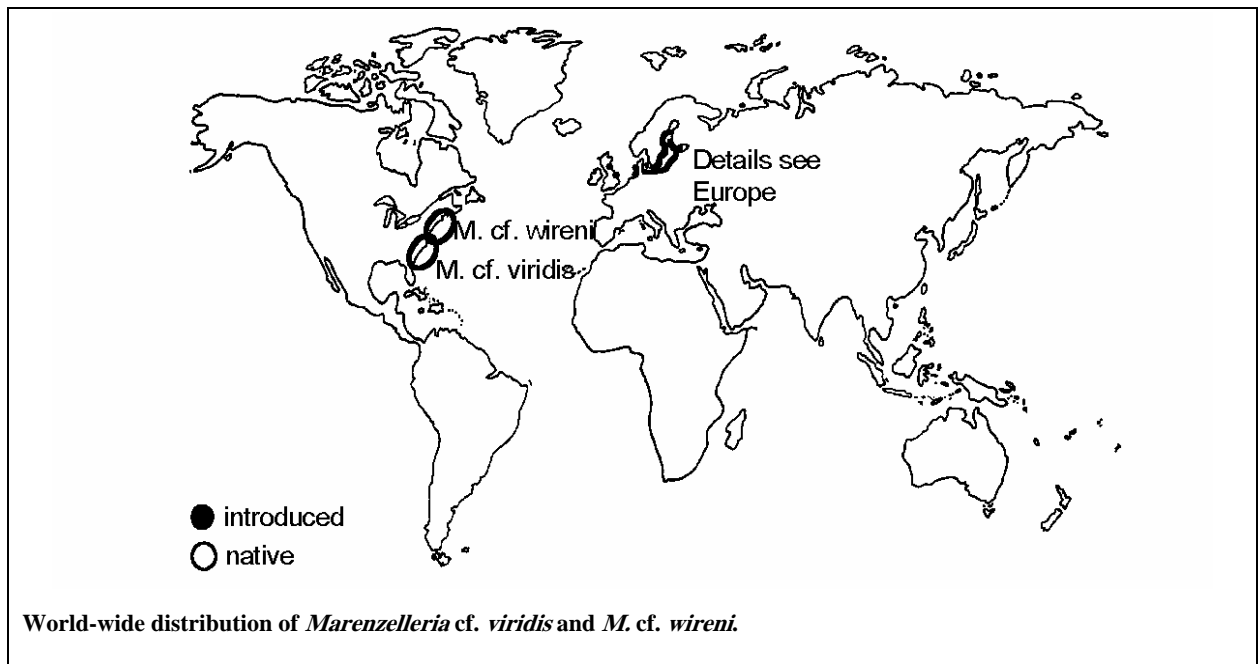 Details see
Europe
M. cf. wireni
M. cf. viridis
introduced
native
World-wide distribution of Marenzelleria cf. viridis and M. cf. wireni.